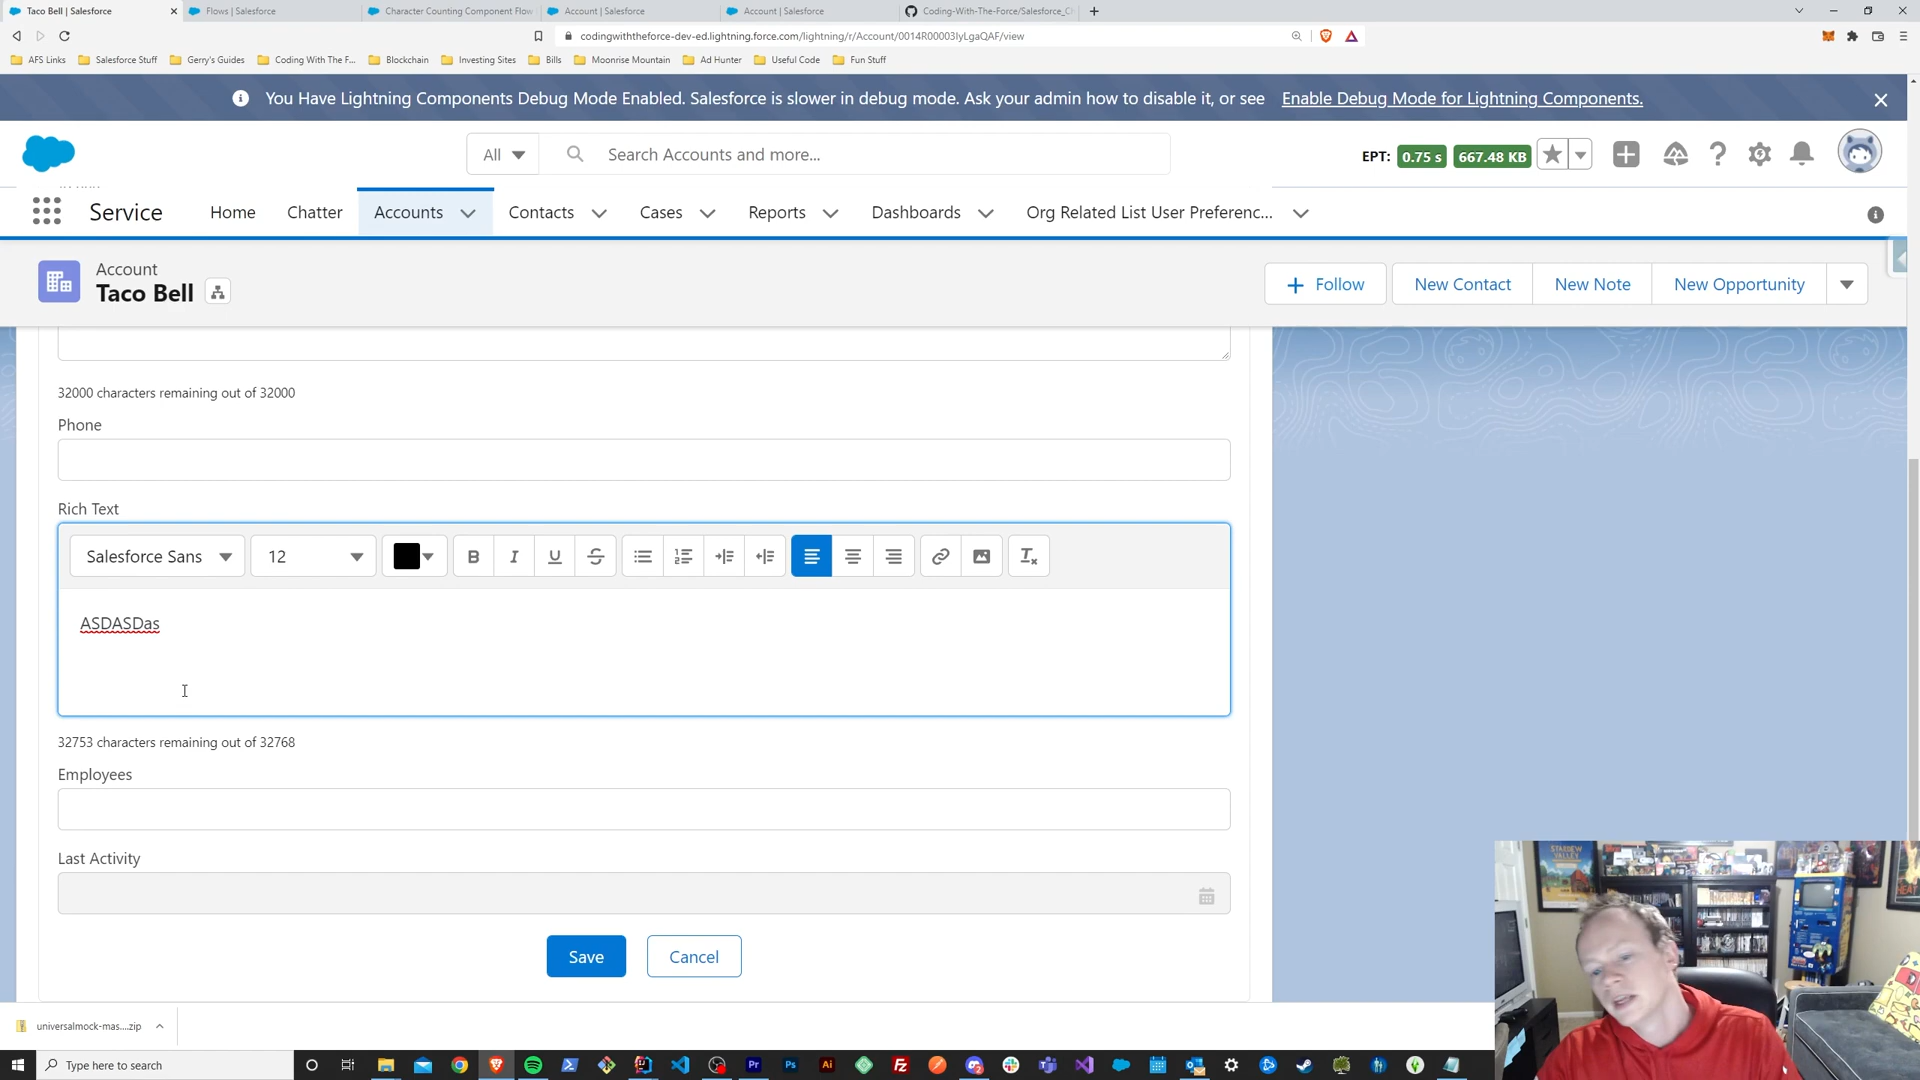 Taco Bell | Salesforce
Flows | Salesforce
Character Counting Component Flow
Account | Salesforce
Account | Salesforce
Coding-With-The-Force/Salesforce_Ch
codingwiththeforce-dev-ed.lightning.force.com/lightning/r/Account/0014R00003IyLgaQAF/view
AFS Links
Salesforce Stuff
Gerry's Guides
Coding With The F...
Blockchain
Investing Sites
Bills
Moonrise Mountain
Ad Hunter
Useful Code
Fun Stuff
You Have Lightning Components Debug Mode Enabled. Salesforce is slower in debug mode. Ask your admin how to disable it, or see Enable Debug Mode for Lightning Components.
All
Search Accounts and more...
EPT: 0.75 s 667.48 KB
Service
Home
Chatter
Accounts
Contacts
Cases
Reports
Dashboards
Org Related List User Preferenc...
Account
Taco Bell
Follow
New Contact
New Note
New Opportunity
32000 characters remaining out of 32000
Phone
Rich Text
Salesforce Sans
12
B I U S
ASDASDas
32753 characters remaining out of 32768
Employees
Last Activity
Save
Cancel
STARDEW VALLEY
universalmock-mas....zip
Type here to search